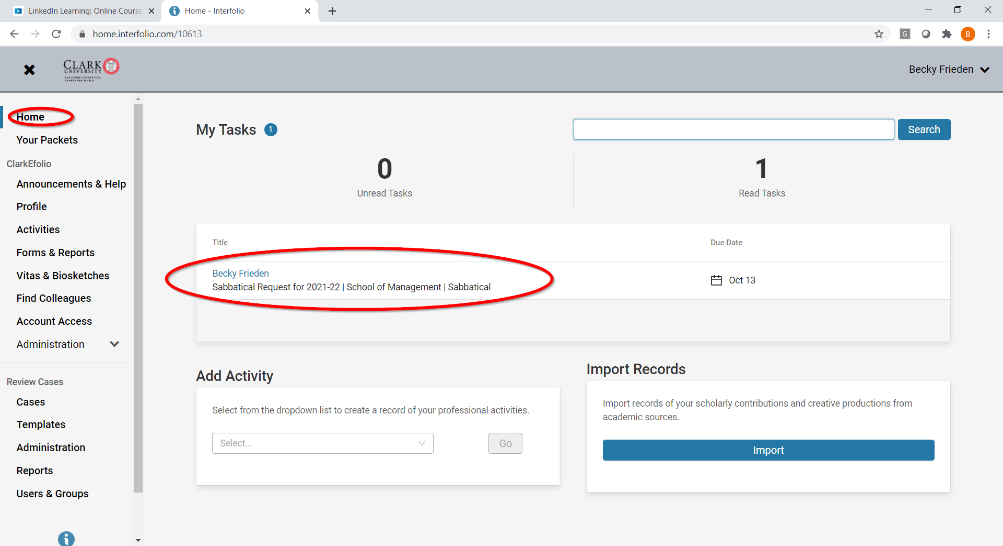 LinkedIn Learning: Online Course
Home - Interfolio
home.interfolio.com/10613
G
B
CLARK
UNIVERSITY
Becky Frieden
Home
Your Packets
ClarkEfolio
Announcements & Help
Profile
Activities
Forms & Reports
Vitas & Biosketches
Find Colleagues
Account Access
Administration
Review Cases
Cases
Templates
Administration
Reports
Users & Groups
My Tasks 1
Search
0
Unread Tasks
1
Read Tasks
Title
Due Date
Becky Frieden
Sabbatical Request for 2021-22 | School of Management | Sabbatical
Oct 13
Add Activity
Select from the dropdown list to create a record of your professional activities.
Select...
Go
Import Records
Import records of your scholarly contributions and creative productions from
academic sources.
Import